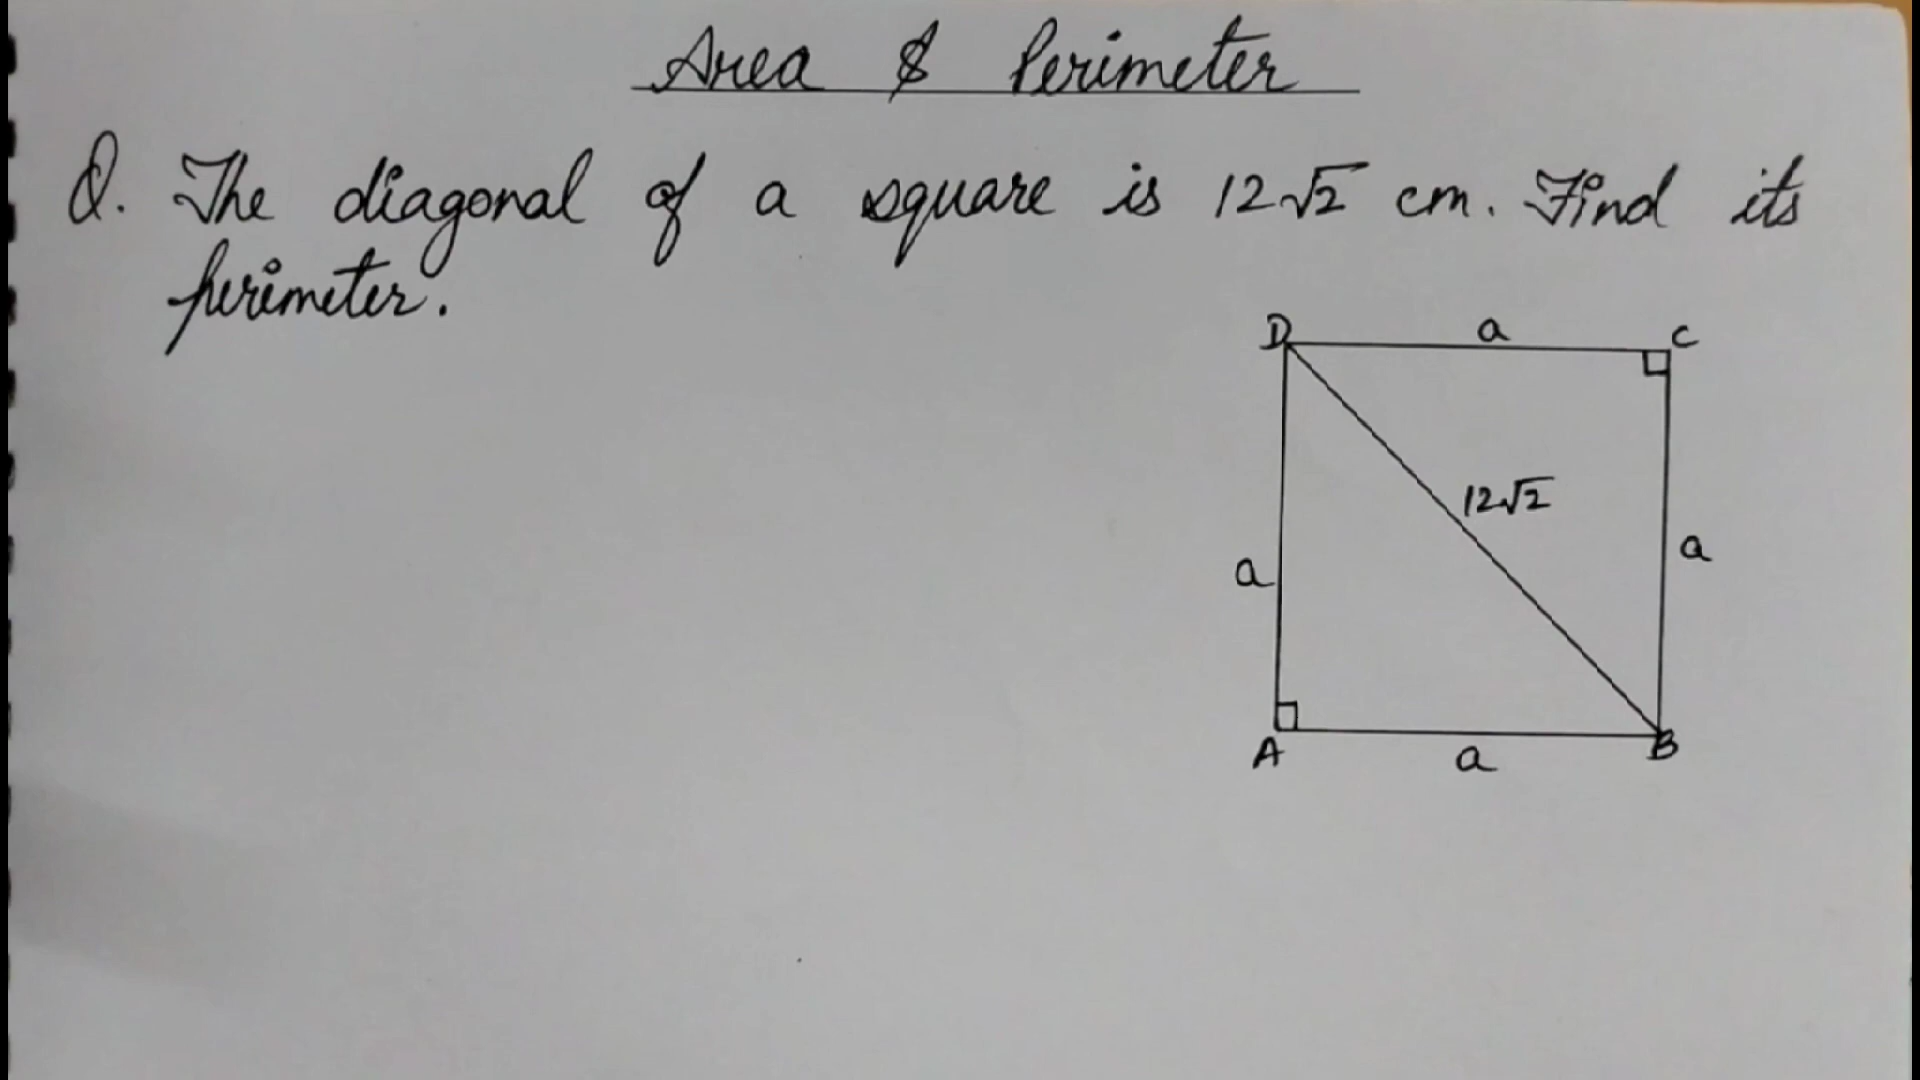 Area & Perimeter
Q. The diagonal of a square is 12√2 cm. Find its
perimeter.
D a C
12√2
a
a
A a B